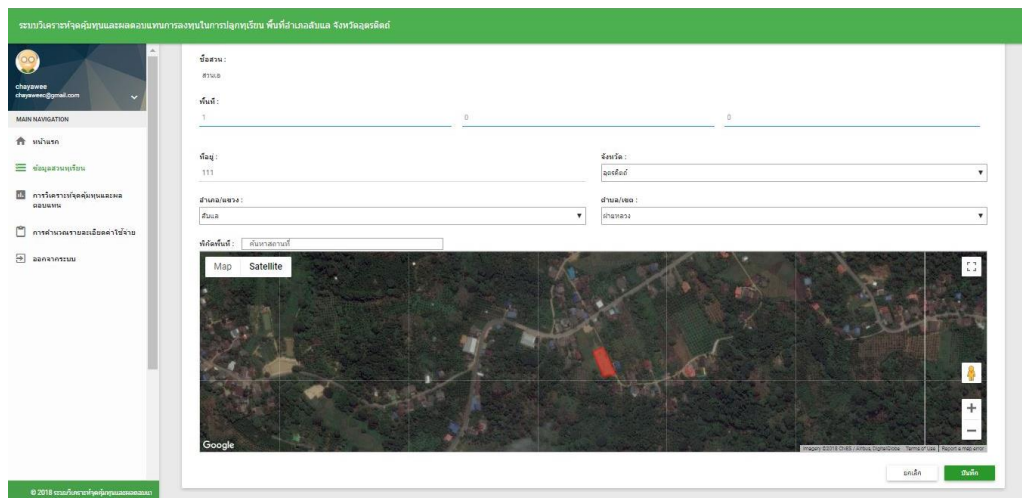 ระบบวิเคราะห์จุดคุ้มทุนและผลตอบแทนการลงทุนในการปลูกทุเรียน พื้นที่อำเภอลับแล จังหวัดอุตรดิตถ์
chayawee
chayaweec@gmail.com
MAIN NAVIGATION
หน้าแรก
ข้อมูลสวนทุเรียน
การวิเคราะห์จุดคุ้มทุนและผล
ตอบแทน
การคำนวณรายละเอียดค่าใช้จ่าย
ออกจากระบบ
© 2018 ระบบวิเคราะห์จุดคุ้มทุนและผลตอบแ
ชื่อสวน :
สวนเอ
พื้นที่ :
1 0 0
ที่อยู่ :
111
จังหวัด :
อุตรดิตถ์
อำเภอ/แขวง :
ลับแล
ตำบล/เขต :
ฝายหลวง
พิกัดพื้นที่ : ค้นหาสถานที่
Map Satellite
Google
Imagery ©2018 CNES / Airbus, DigitalGlobe Terms of Use Report a map error
ยกเลิก บันทึก